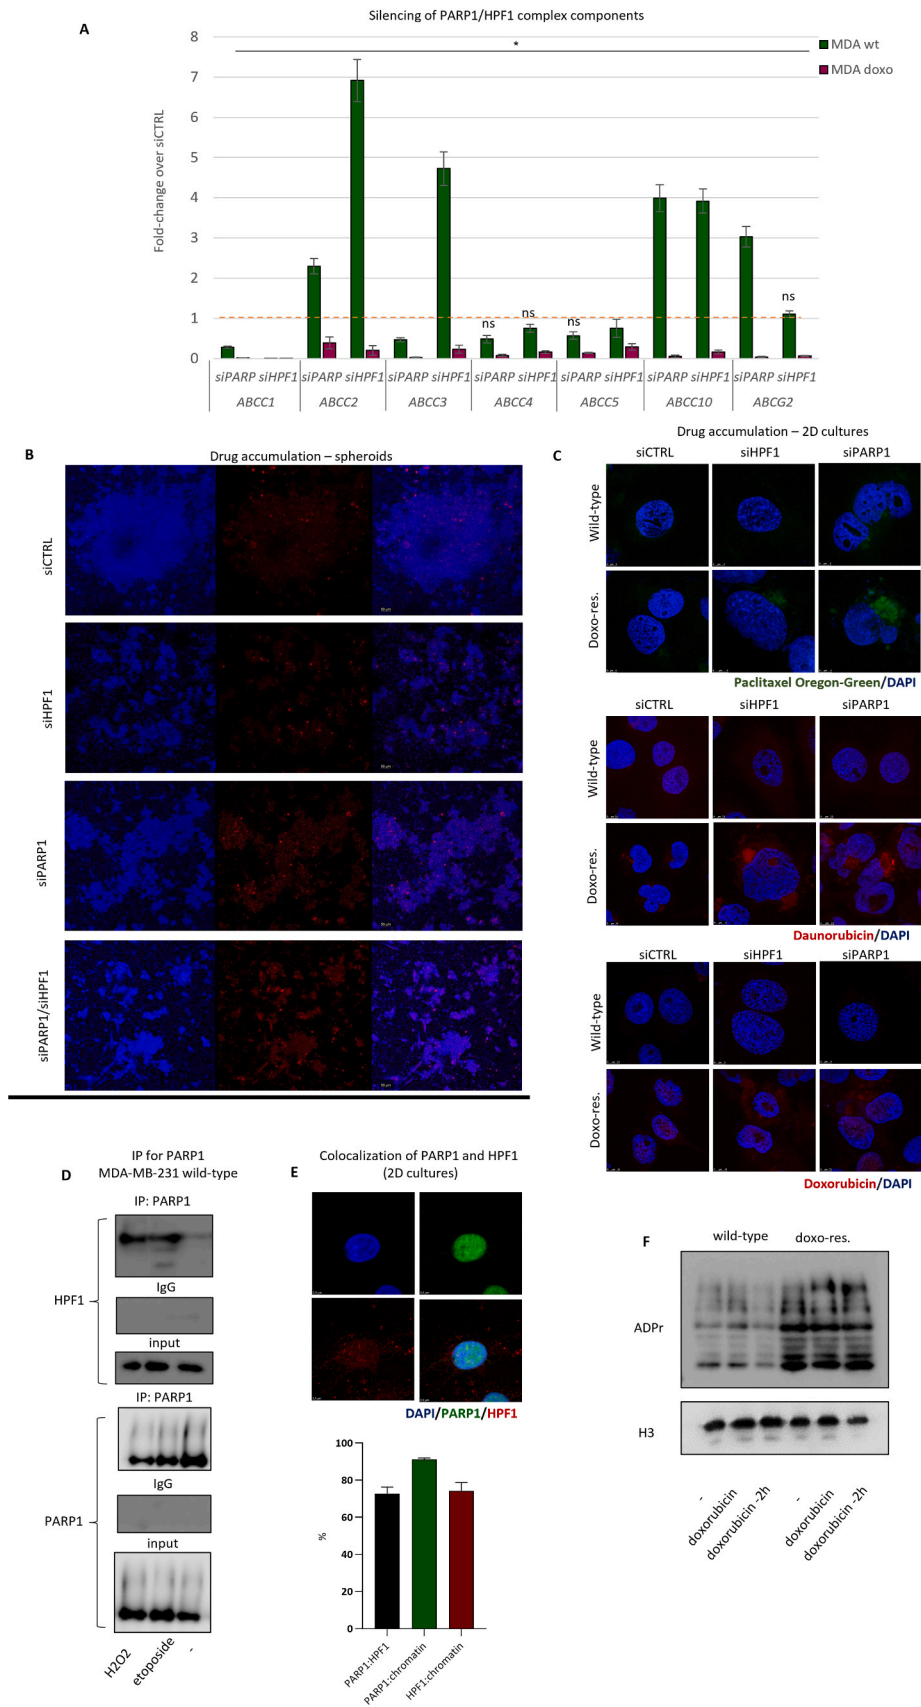 A
Silencing of PARP1/HPF1 complex components
*
MDA wt
MDA doxo
Fold-change over siCTRL
8
7
6
5
4
3
2
1
0
ns
ns
ns
ns
siPARP siHPF1 siPARP siHPF1 siPARP siHPF1 siPARP siHPF1 siPARP siHPF1 siPARP siHPF1 siPARP siHPF1
ABCC1 ABCC2 ABCC3 ABCC4 ABCC5 ABCC10 ABCG2
B
Drug accumulation – spheroids
siCTRL
siHPF1
siPARP1
siPARP1/siHPF1
C
Drug accumulation – 2D cultures
siCTRL siHPF1 siPARP1
Wild-type
Doxo-res.
Paclitaxel Oregon-Green/DAPI
siCTRL siHPF1 siPARP1
Wild-type
Doxo-res.
Daunorubicin/DAPI
siCTRL siHPF1 siPARP1
Wild-type
Doxo-res.
Doxorubicin/DAPI
D
IP for PARP1
MDA-MB-231 wild-type
IP: PARP1
HPF1
IgG
input
IP: PARP1
PARP1
IgG
input
H2O2
etoposide
-
E
Colocalization of PARP1 and HPF1
(2D cultures)
DAPI/PARP1/HPF1
%
100
80
60
40
20
0
PARP1:HPF1
PARP1:chromatin
HPF1:chromatin
F
wild-type doxo-res.
ADPr
H3
-
doxorubicin
doxorubicin -2h
-
doxorubicin
doxorubicin -2h